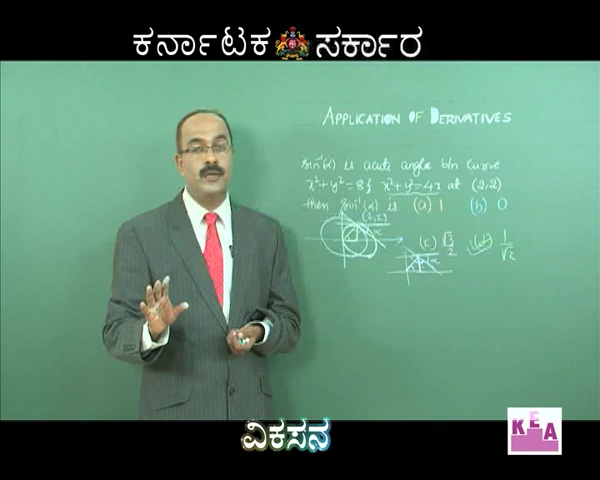 ಕರ್ನಾಟಕ ಸರ್ಕಾರ
APPLICATION OF DERIVATIVES
sin⁻¹(α) is acute angle b/n curve
x²+y²=8 & x²+y²=4x at (2,2)
then sin⁻¹(α) is (a) 1 (b) 0
(2,2)
(c) √3/2 (d) 1/√2
ವಿಕಸನ
KEA